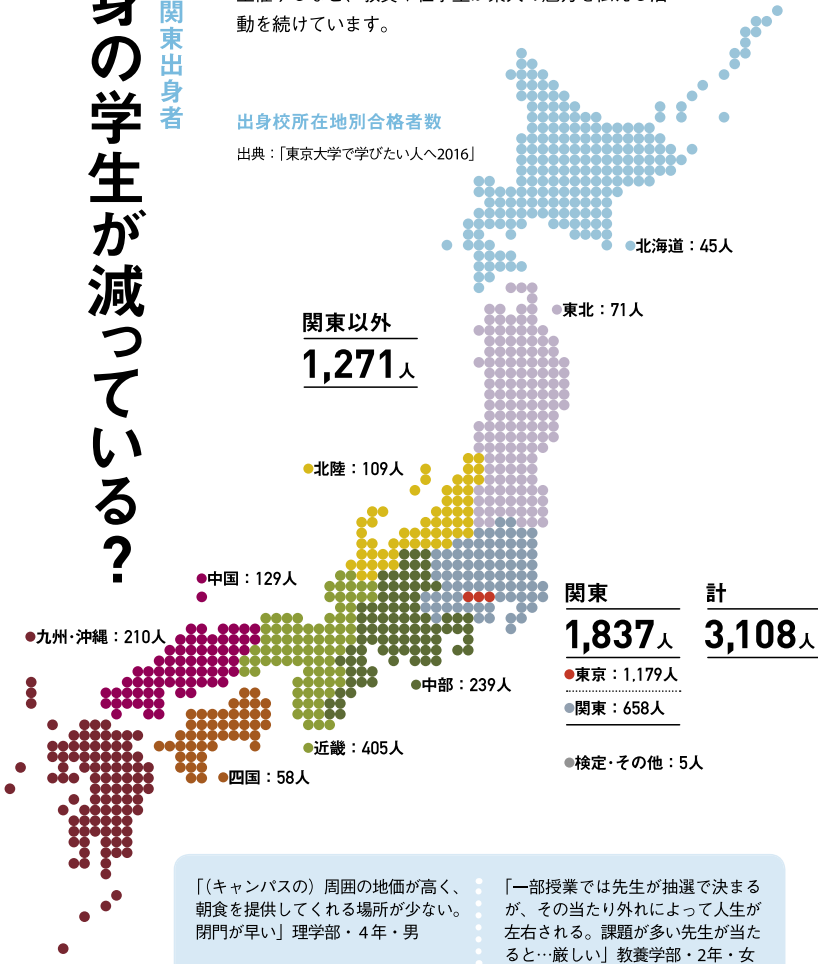 関東出身者
身の学生が減っている？
動を続けています。
出身校所在地別合格者数
出典：「東京大学で学びたい人へ2016」
北海道：45人
東北：71人
関東以外
1,271人
北陸：109人
中国：129人
九州･沖縄：210人
関東
1,837人
東京：1,179人
関東：658人
計
3,108人
中部：239人
近畿：405人
四国：58人
検定･その他：5人
「（キャンパスの）周囲の地価が高く、
朝食を提供してくれる場所が少ない。
閉門が早い」理学部・４年・男
「一部授業では先生が抽選で決まる
が、その当たり外れによって人生が
左右される。課題が多い先生が当た
ると…厳しい」教養学部・2年・女